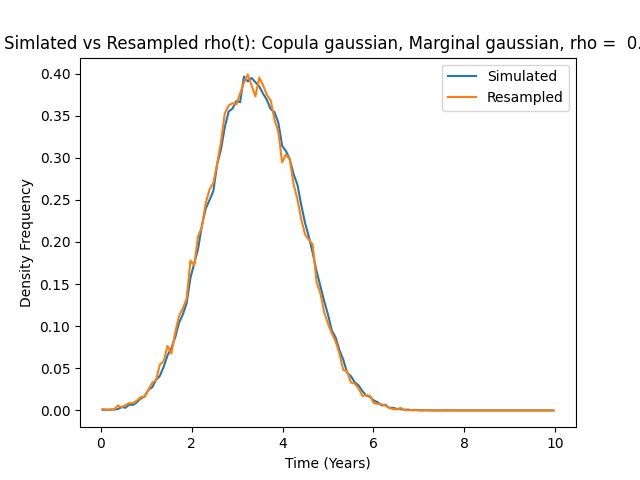 Simlated vs Resampled rho(t): Copula gaussian, Marginal gaussian, rho = 0.
Simulated
Resampled
Density Frequency
0.40
0.35
0.30
0.25
0.20
0.15
0.10
0.05
0.00
0 2 4 6 8 10
Time (Years)